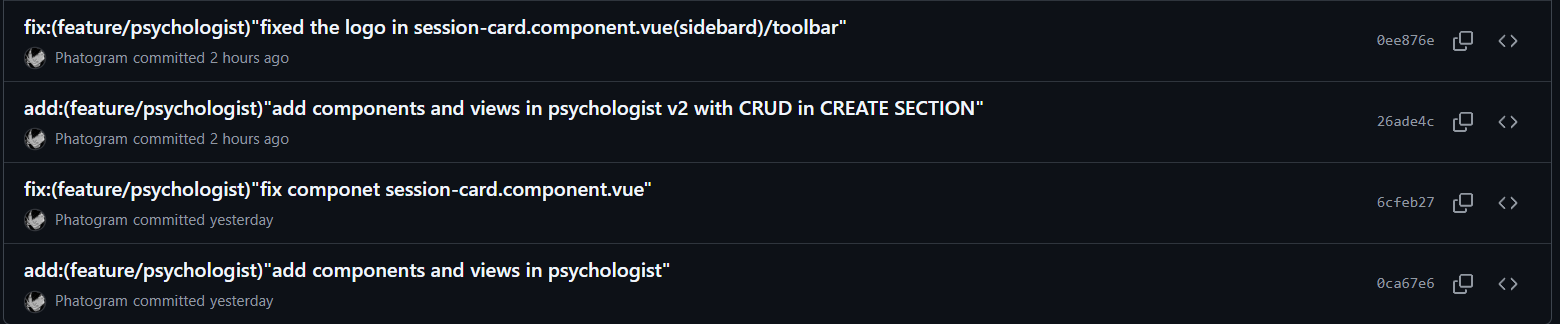 fix:(feature/psychologist)"fixed the logo in session-card.component.vue(sidebard)/toolbar"
Phatogram committed 2 hours ago
0ee876e
add:(feature/psychologist)"add components and views in psychologist v2 with CRUD in CREATE SECTION"
Phatogram committed 2 hours ago
26ade4c
fix:(feature/psychologist)"fix componet session-card.component.vue"
Phatogram committed yesterday
6cfeb27
add:(feature/psychologist)"add components and views in psychologist"
Phatogram committed yesterday
0ca67e6